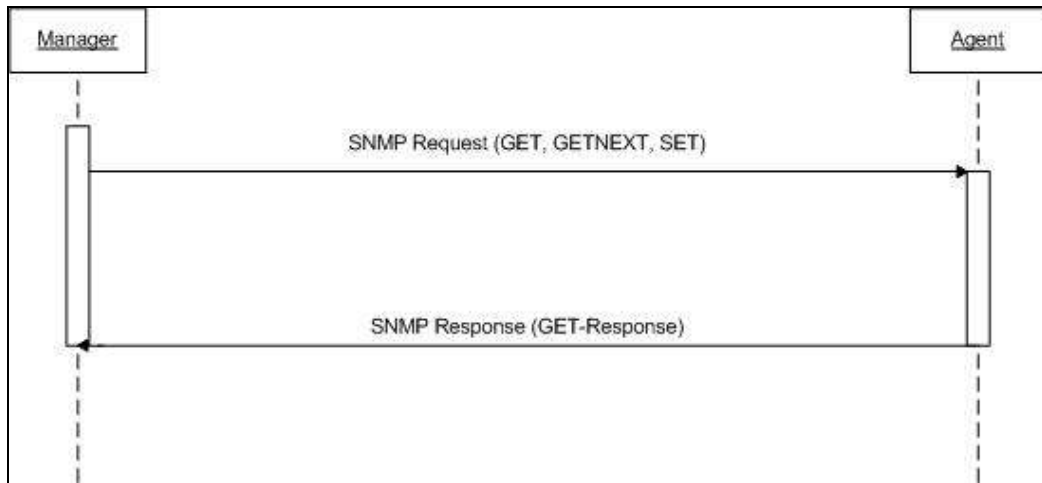 Manager
Agent
SNMP Request (GET, GETNEXT, SET)
SNMP Response (GET-Response)